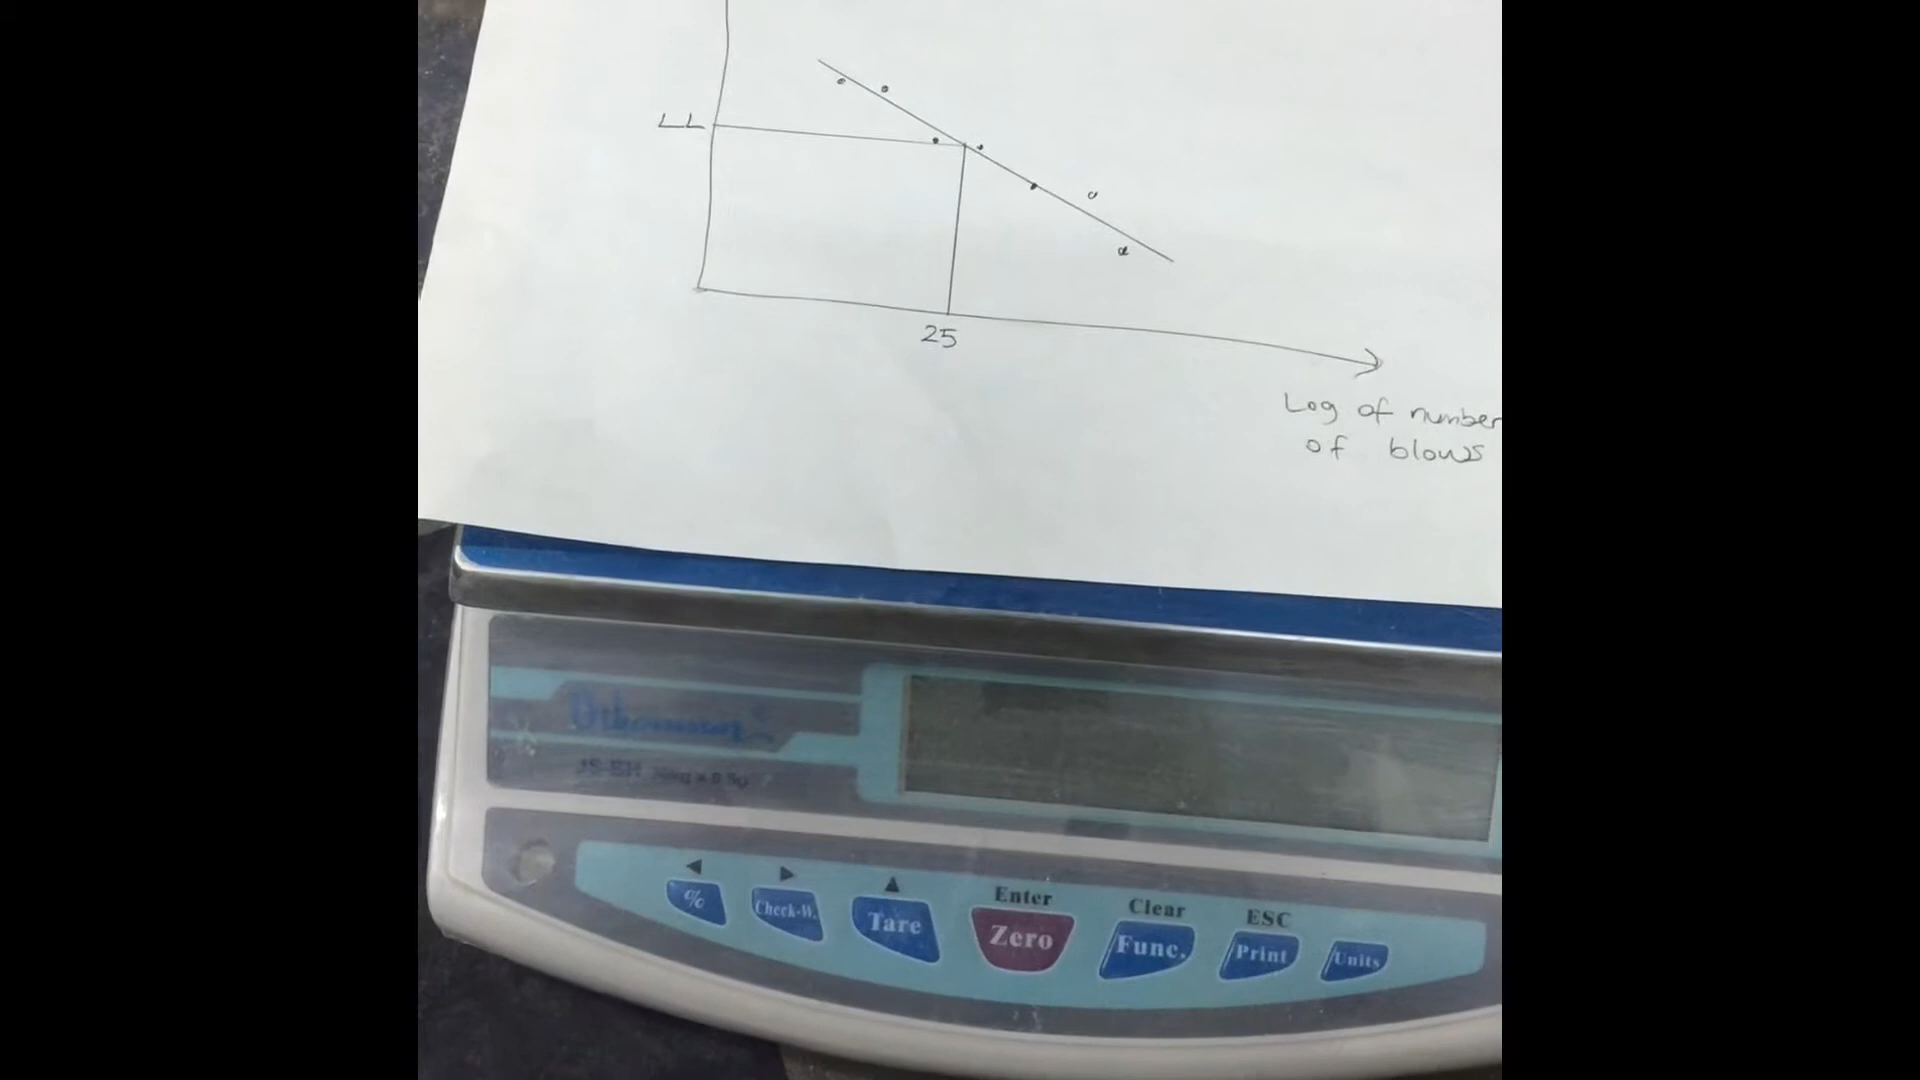 LL
25
Log of number
of blows
% Check-W. Tare
Enter
Zero
Clear
Func.
ESC
Print
Units